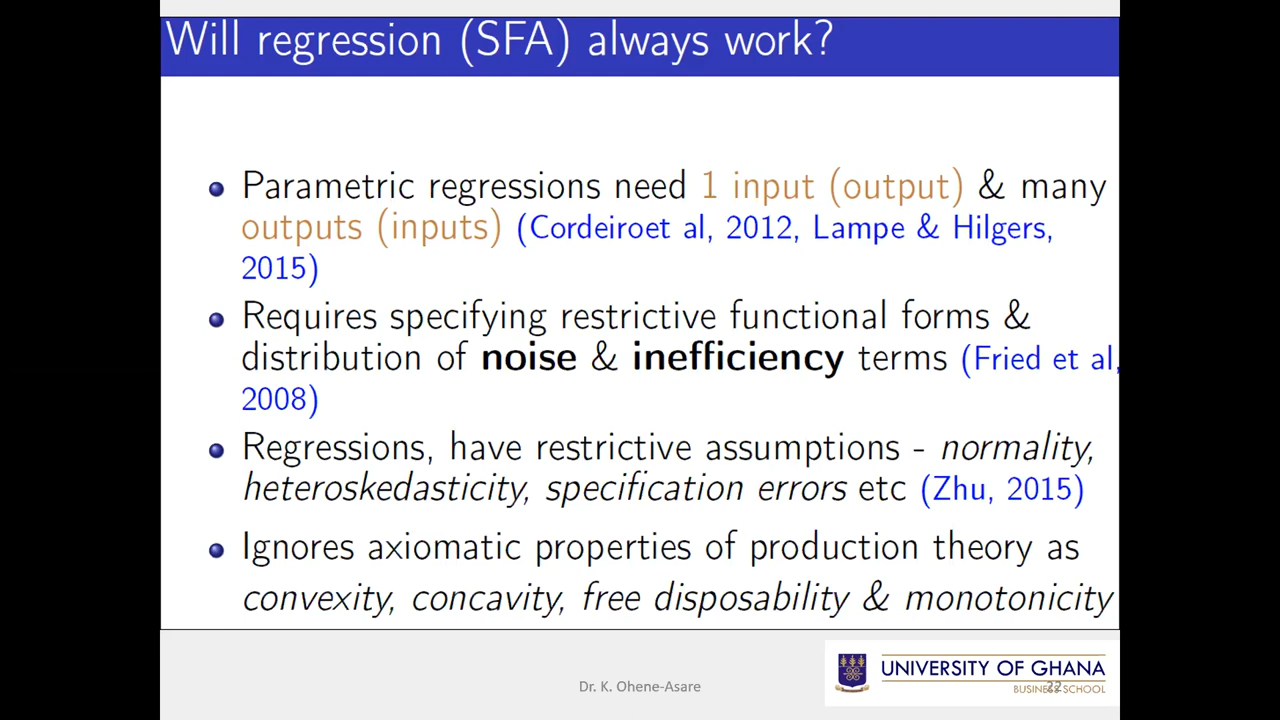 Will regression (SFA) always work?
Parametric regressions need 1 input (output) & many
outputs (inputs) (Cordeiroet al, 2012, Lampe & Hilgers,
2015)
Requires specifying restrictive functional forms &
distribution of noise & inefficiency terms (Fried et al,
2008)
Regressions, have restrictive assumptions - normality,
heteroskedasticity, specification errors etc (Zhu, 2015)
Ignores axiomatic properties of production theory as
convexity, concavity, free disposability & monotonicity
Dr. K. Ohene-Asare
UNIVERSITY OF GHANA
BUSINESS SCHOOL
22